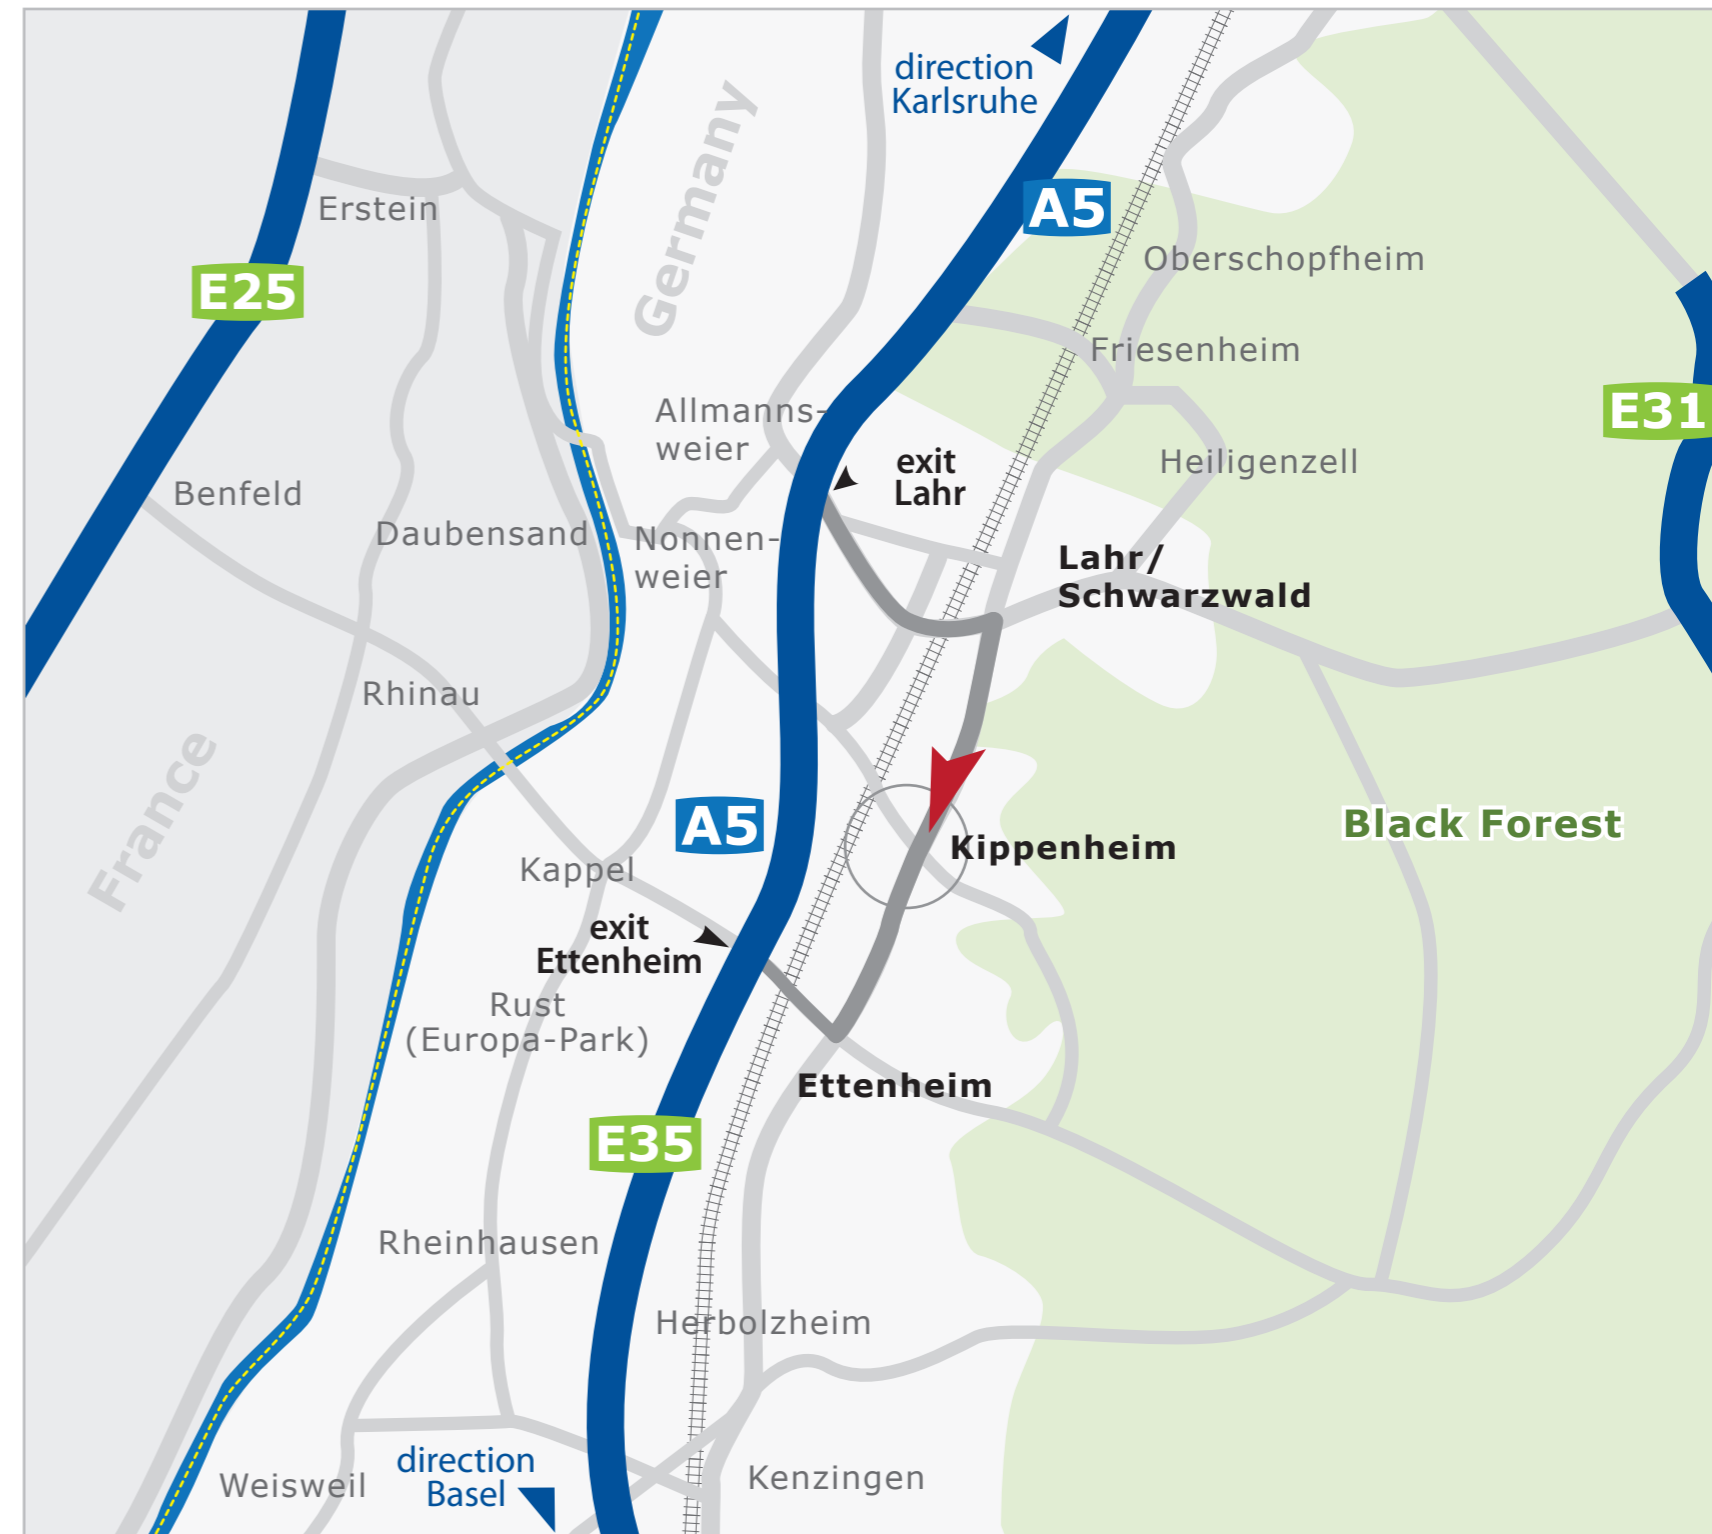 direction
Karlsruhe
Germany
A5
Erstein
Oberschopfheim
E25
Friesenheim
Allmanns-
weier
E31
exit
Lahr
Heiligenzell
Benfeld
Daubensand
Nonnen-
weier
Lahr/
Schwarzwald
Rhinau
France
A5
Black Forest
Kippenheim
Kappel
exit
Ettenheim
Rust
(Europa-Park)
Ettenheim
E35
Rheinhausen
Herbolzheim
direction
Basel
Weisweil
Kenzingen